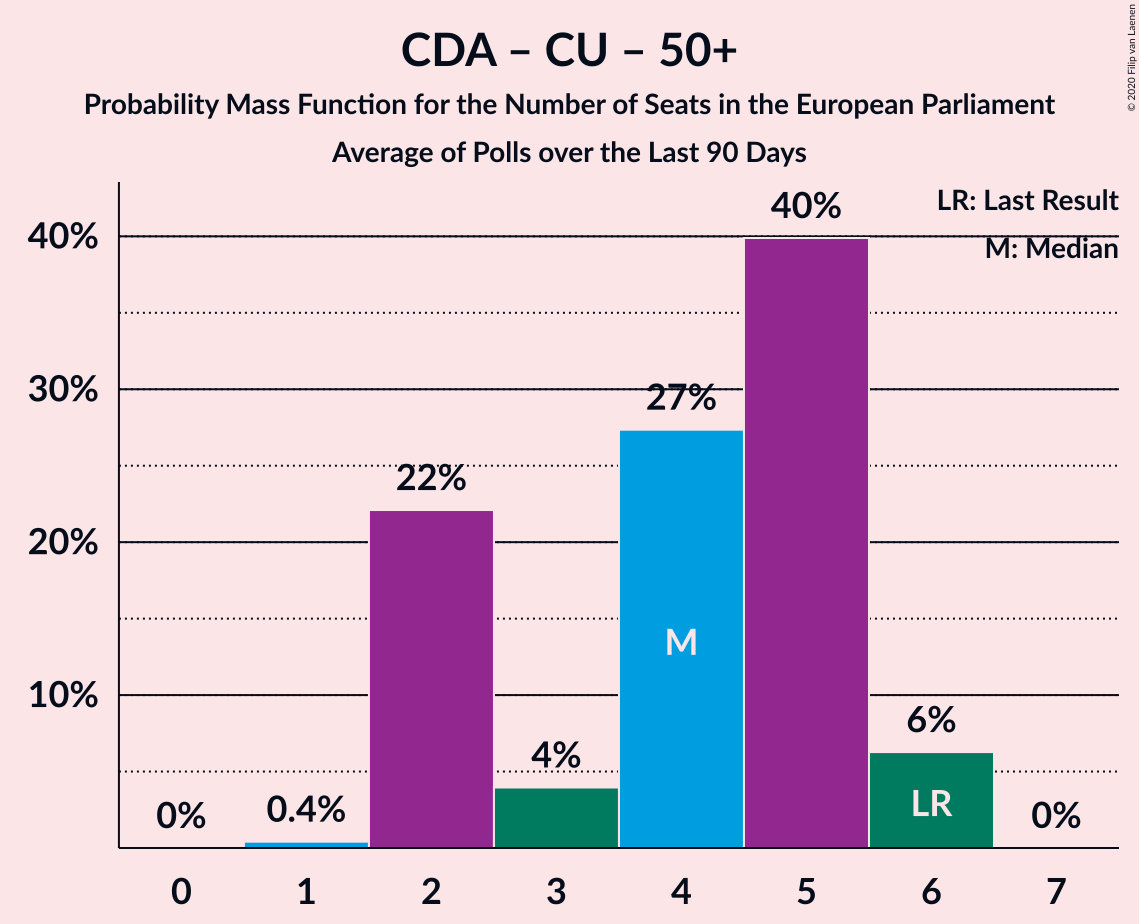 CDA – CU – 50+
Probability Mass Function for the Number of Seats in the European Parliament
Average of Polls over the Last 90 Days
© 2020 Filip van Laenen
LR: Last Result
M: Median
40%
30%
20%
10%
0%
0.4%
22%
4%
27%
40%
6%
0%
M
LR
0 1 2 3 4 5 6 7